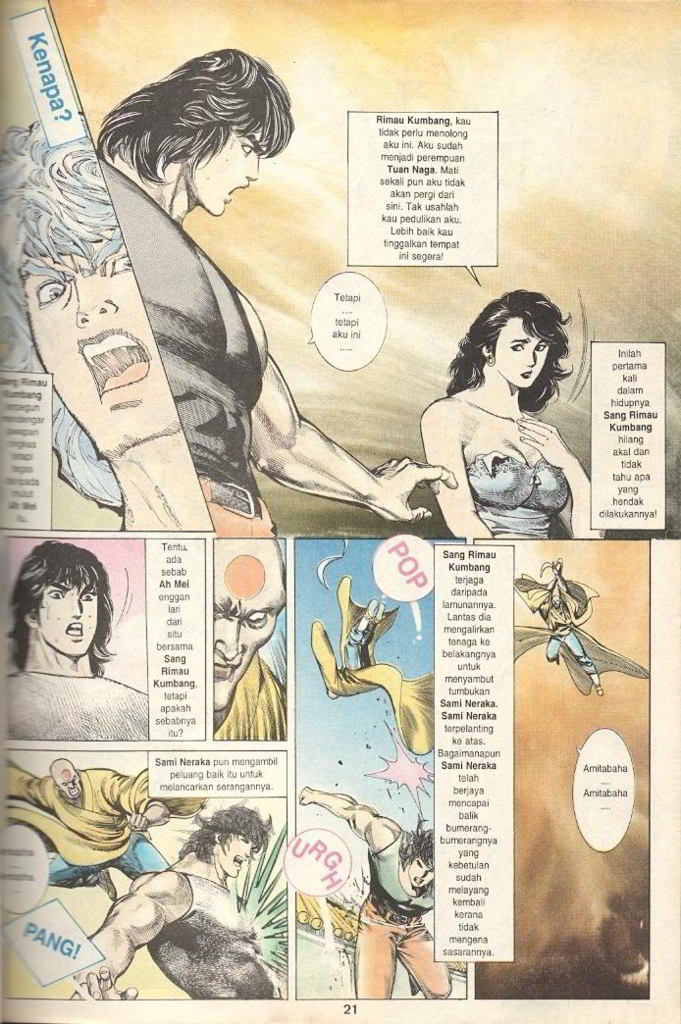 Kenapa?
Rimau Kumbang, kau
tidak perlu menolong
aku ini. Aku sudah
menjadi perempuan
Tuan Naga. Mati
sekali pun aku tidak
akan pergi dari
sini. Tak usahlah
kau pedulikan aku.
Lebih baik kau
tinggalkan tempat
ini segera!
Tetapi
....
tetapi
aku ini
.....
Inilah
pertama
kali
dalam
hidupnya
Sang Rimau
Kumbang
hilang
akal dan
tidak
tahu apa
yang
hendak
dilakukannya!
Sang Rimau
Kumbang
Ah Mei
itu.
Tentu,
ada
sebab
Ah Mei
enggan
lari
dari
situ
bersama
Sang
Rimau
Kumbang,
tetapi
apakah
sebabnya
itu?
Sami Neraka pun mengambil
peluang baik itu untuk
melancarkan serangannya.
PANG!
POP
URGH
Sang Rimau
Kumbang
terjaga
daripada
lamunannya.
Lantas dia
mengalirkan
tenaga ke
belakangnya
untuk
menyambut
tumbukan
Sami Neraka.
Sami Neraka
terpelanting
ke atas.
Bagaimanapun
Sami Neraka
telah
berjaya
mencapai
balik
bumerang-
bumerangnya
yang
kebetulan
sudah
melayang
kembali
kerana
tidak
mengena
sasarannya.
Amitabaha
....
Amitabaha
...
21